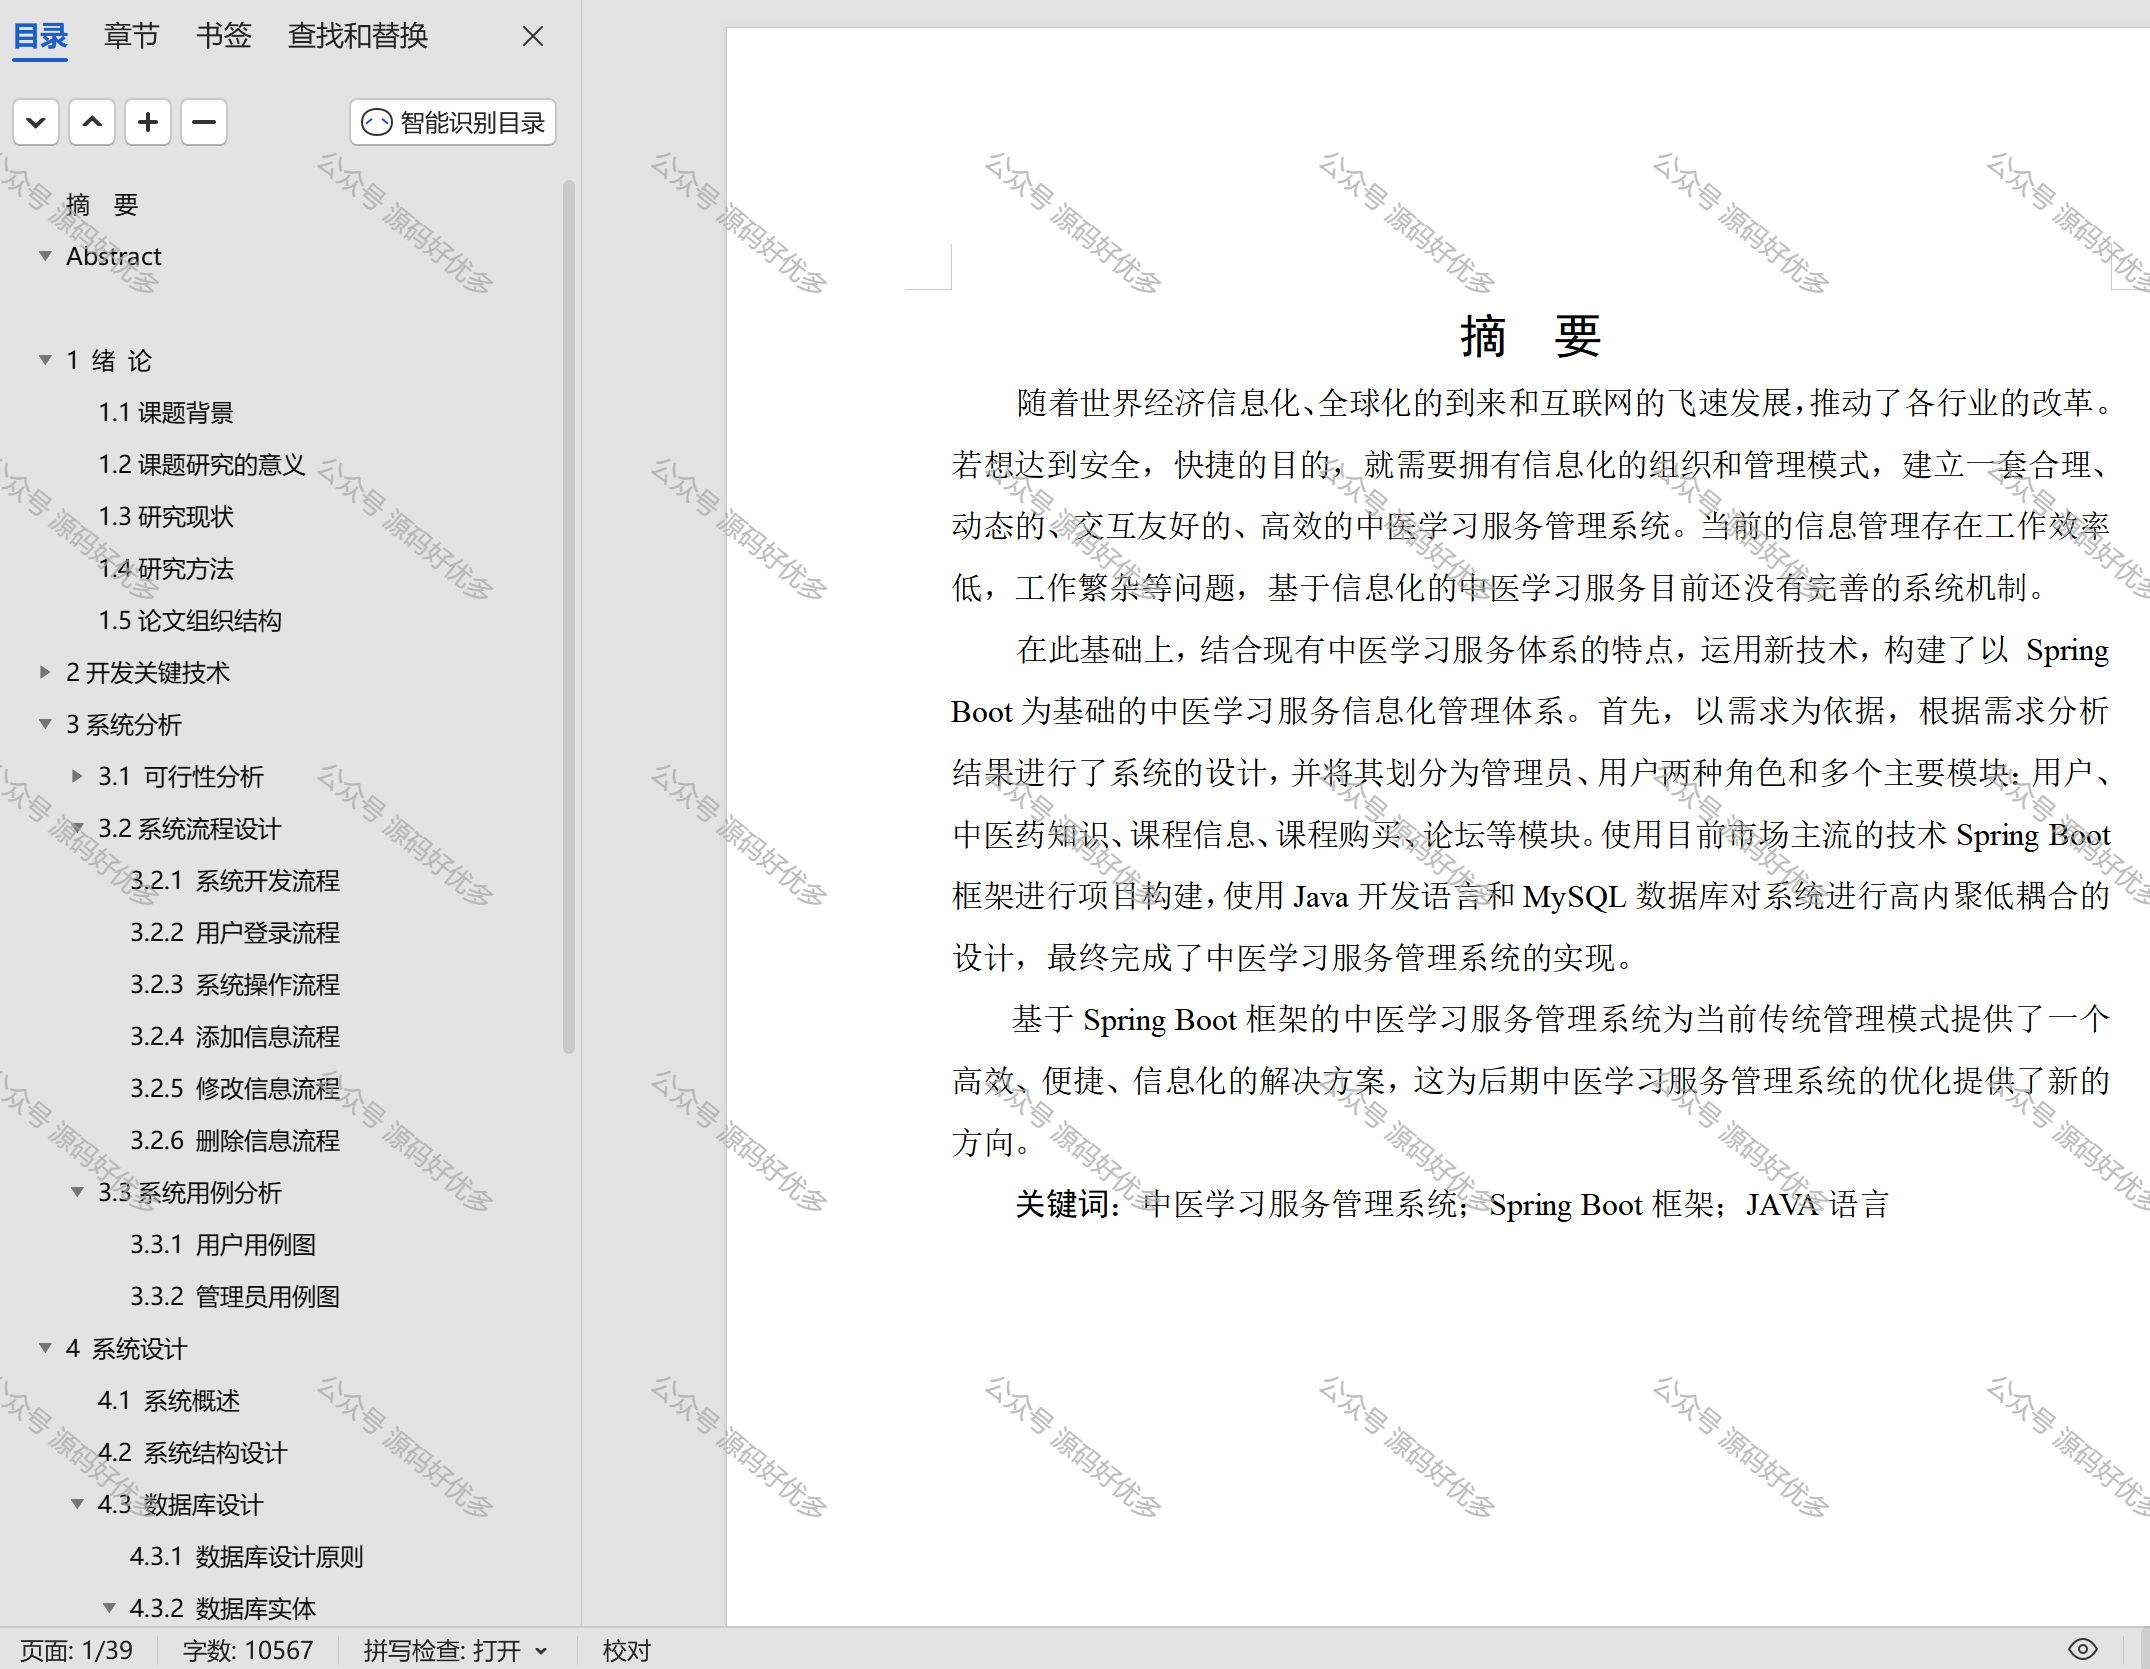 目录 章节 书签 查找和替换
智能识别目录
摘 要
Abstract
1 绪 论
1.1 课题背景
1.2 课题研究的意义
1.3 研究现状
1.4 研究方法
1.5 论文组织结构
2 开发关键技术
3 系统分析
3.1 可行性分析
3.2 系统流程设计
3.2.1 系统开发流程
3.2.2 用户登录流程
3.2.3 系统操作流程
3.2.4 添加信息流程
3.2.5 修改信息流程
3.2.6 删除信息流程
3.3 系统用例分析
3.3.1 用户用例图
3.3.2 管理员用例图
4 系统设计
4.1 系统概述
4.2 系统结构设计
4.3 数据库设计
4.3.1 数据库设计原则
4.3.2 数据库实体
摘 要
随着世界经济信息化、全球化的到来和互联网的飞速发展，推动了各行业的改革。
若想达到安全，快捷的目的，就需要拥有信息化的组织和管理模式，建立一套合理、
动态的、交互友好的、高效的中医学习服务管理系统。当前的信息管理存在工作效率
低，工作繁杂等问题，基于信息化的中医学习服务目前还没有完善的系统机制。
在此基础上，结合现有中医学习服务体系的特点，运用新技术，构建了以 Spring
Boot 为基础的中医学习服务信息化管理体系。首先，以需求为依据，根据需求分析
结果进行了系统的设计，并将其划分为管理员、用户两种角色和多个主要模块：用户、
中医药知识、课程信息、课程购买、论坛等模块。使用目前市场主流的技术 Spring Boot
框架进行项目构建，使用 Java 开发语言和 MySQL 数据库对系统进行高内聚低耦合的
设计，最终完成了中医学习服务管理系统的实现。
基于 Spring Boot 框架的中医学习服务管理系统为当前传统管理模式提供了一个
高效、便捷、信息化的解决方案，这为后期中医学习服务管理系统的优化提供了新的
方向。
关键词：中医学习服务管理系统；Spring Boot 框架；JAVA 语言
页面: 1/39 字数: 10567 拼写检查: 打开 校对
公众号 源码好优多